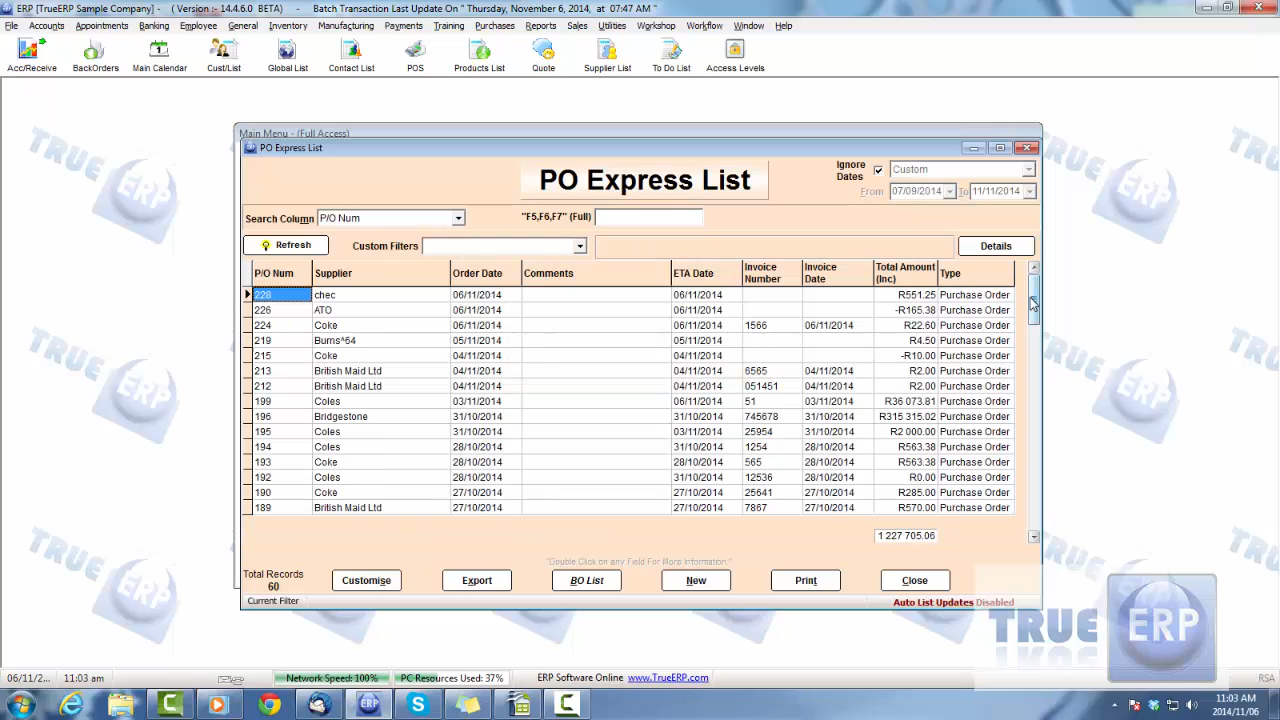 ERP [TrueERP Sample Company] ( Version :- 14.4.6.0 BETA) Batch Transaction Last Update On " Thursday, November 6, 2014, at 07:47 AM"
File Accounts Appointments Banking Employee General Inventory Manufacturing Payments Training Purchases Reports Sales Utilities Workshop Workflow Window Help
Acc/Receive BackOrders Main Calendar Cust/List Global List Contact List POS Products List Quote Supplier List To Do List Access Levels
Main Menu - (Full Access)
PO Express List
PO Express List
Ignore Dates Custom
From 07/09/2014 To 11/11/2014
Search Column P/O Num "F5,F6,F7" (Full)
Refresh Custom Filters Details
P/O Num Supplier Order Date Comments ETA Date Invoice Number Invoice Date Total Amount (Inc) Type
228 chec 06/11/2014 06/11/2014 R551.25 Purchase Order
226 ATO 06/11/2014 06/11/2014 -R165.38 Purchase Order
224 Coke 06/11/2014 06/11/2014 1566 06/11/2014 R22.60 Purchase Order
219 Burns^64 04/11/2014 05/11/2014 R4.50 Purchase Order
215 Coke 04/11/2014 04/11/2014 -R10.00 Purchase Order
213 British Maid Ltd 04/11/2014 04/11/2014 6565 04/11/2014 R2.00 Purchase Order
212 British Maid Ltd 04/11/2014 04/11/2014 051451 04/11/2014 R2.00 Purchase Order
199 Coles 03/11/2014 06/11/2014 51 03/11/2014 R36 073.81 Purchase Order
196 Bridgestone 31/10/2014 31/10/2014 745678 31/10/2014 R315 315.02 Purchase Order
195 Coles 31/10/2014 03/11/2014 25954 31/10/2014 R2 000.00 Purchase Order
194 Coles 28/10/2014 31/10/2014 1254 28/10/2014 R563.38 Purchase Order
193 Coke 28/10/2014 28/10/2014 565 28/10/2014 R563.38 Purchase Order
192 Coles 28/10/2014 28/10/2014 12536 28/10/2014 R0.00 Purchase Order
190 Coke 27/10/2014 27/10/2014 25641 27/10/2014 R285.00 Purchase Order
189 British Maid Ltd 27/10/2014 27/10/2014 7867 27/10/2014 R570.00 Purchase Order
1 227 705.06
"Double Click on any Field For More Information."
Total Records 60 Customise Export BO List New Print Close
Current Filter Auto List Updates Disabled
TRUE ERP
06/11/2... 11:03 am Network Speed: 100% PC Resources Used: 37% ERP Software Online www.TrueERP.com RSA
11:03 AM
2014/11/06